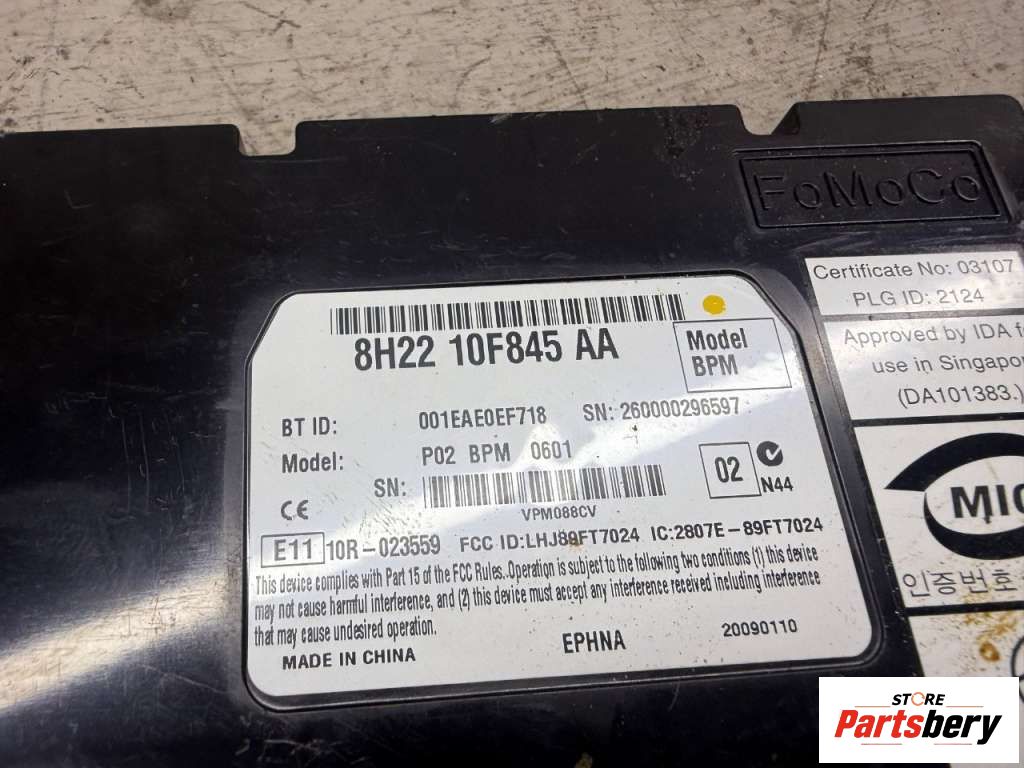 FoMoCo
Certificate No: 03107
PLG ID: 2124
Approved by IDA
use in
(DA101383.)
MIC
인증번호
8H22 10F845 AA
Model
BPM
BT ID: 001EAE0EF718 SN: 260000296597
Model: P02 BPM 0601
02
N44
SN:
VPM088CV
CE
E11 10R-023559 FCC ID:LHJ89FT7024 IC:2807E-89FT7024
This device complies with Part 15 of the FCC Rules. Operation is subject to the following two conditions (1) this device
may not cause harmful interference, and (2) this device must accept any interference received including interference
that may cause undesired operation.
MADE IN CHINA
EPHNA
20090110
STORE
Partsbery